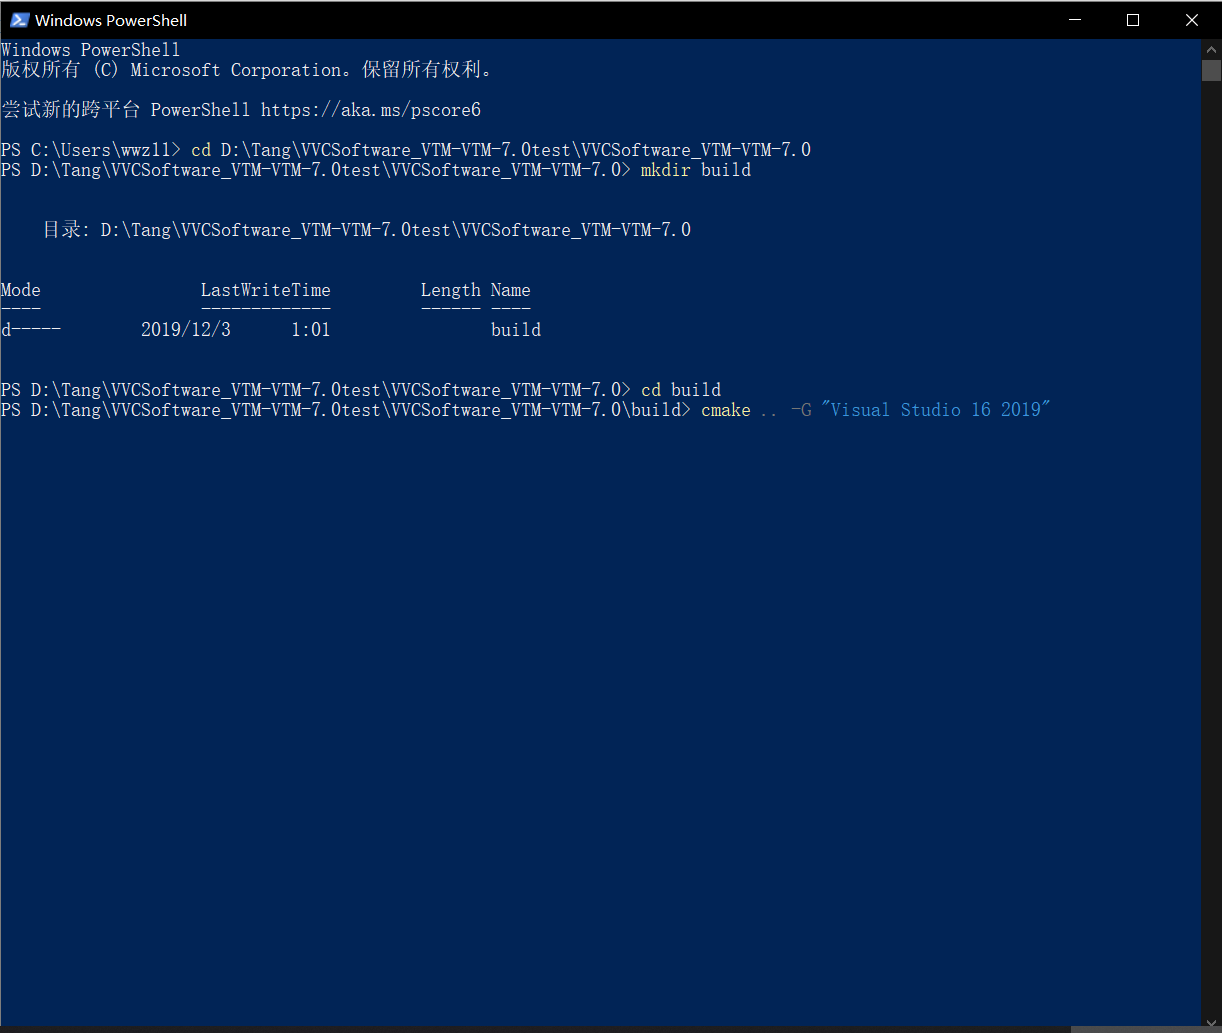 Windows PowerShell
Windows PowerShell
版权所有 (C) Microsoft Corporation。保留所有权利。
尝试新的跨平台 PowerShell https://aka.ms/pscore6
PS C:\Users\wwzll> cd D:\Tang\VVCSoftware_VTM-VTM-7.0test\VVCSoftware_VTM-VTM-7.0
PS D:\Tang\VVCSoftware_VTM-VTM-7.0test\VVCSoftware_VTM-VTM-7.0> mkdir build
目录: D:\Tang\VVCSoftware_VTM-VTM-7.0test\VVCSoftware_VTM-VTM-7.0
Mode LastWriteTime Length Name
---- ------------- ------ ----
d----- 2019/12/3 1:01 build
PS D:\Tang\VVCSoftware_VTM-VTM-7.0test\VVCSoftware_VTM-VTM-7.0> cd build
PS D:\Tang\VVCSoftware_VTM-VTM-7.0test\VVCSoftware_VTM-VTM-7.0\build> cmake .. -G "Visual Studio 16 2019"